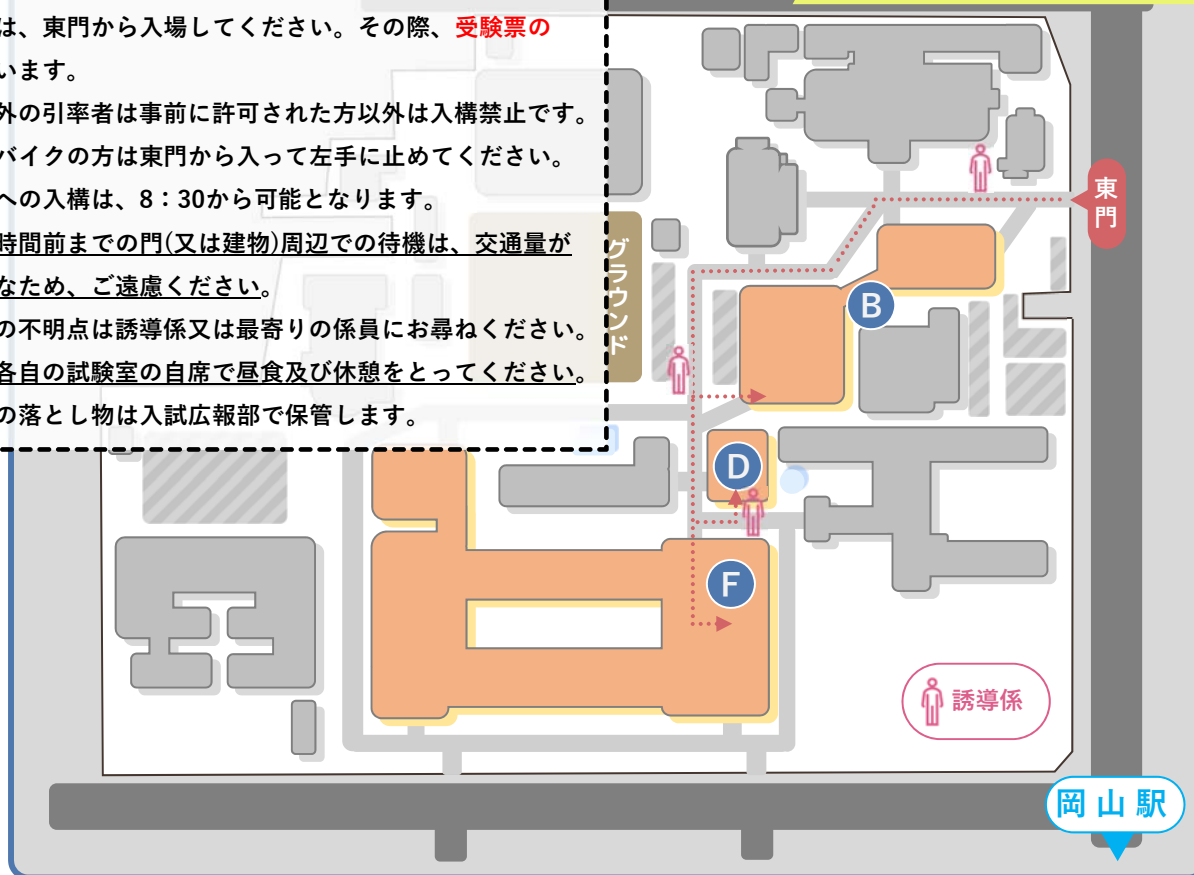 は、東門から入場してください。その際、受験票の
います。
外の引率者は事前に許可された方以外は入構禁止です。
バイクの方は東門から入って左手に止めてください。
への入構は、8：30から可能となります。
時間前までの門(又は建物)周辺での待機は、交通量が
なため、ご遠慮ください。
の不明点は誘導係又は最寄りの係員にお尋ねください。
各自の試験室の自席で昼食及び休憩をとってください。
の落とし物は入試広報部で保管します。
東門
グラウンド
B
D
F
誘導係
岡山駅